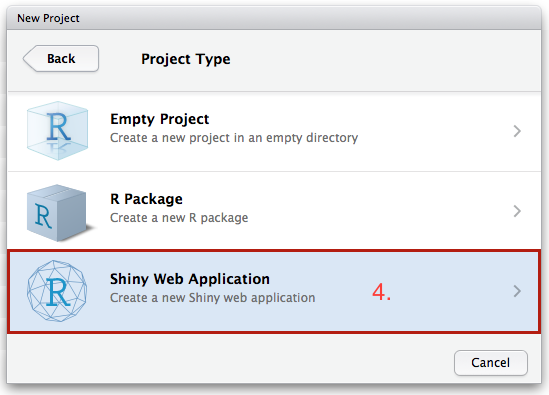 New Project
Back
Project Type
R
Empty Project
Create a new project in an empty directory
R
R Package
Create a new R package
R
Shiny Web Application
Create a new Shiny web application
4.
Cancel